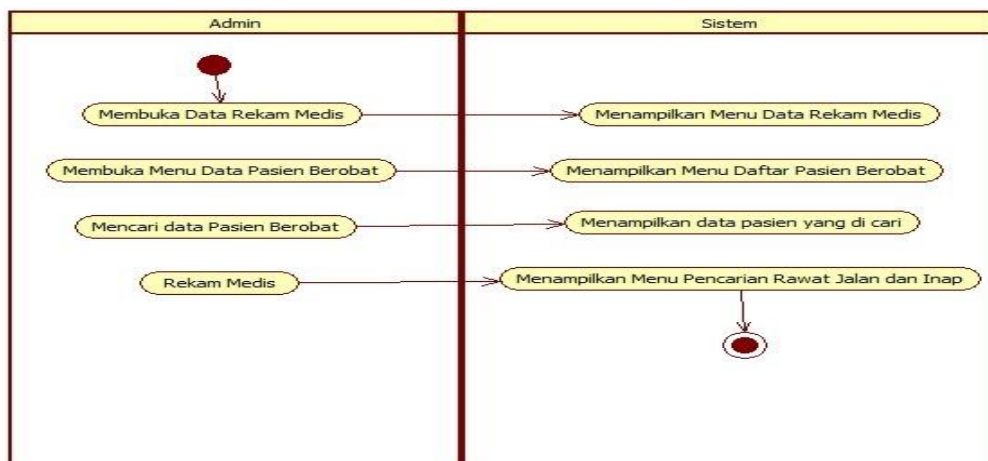 Admin
Sistem
Membuka Data Rekam Medis
Menampilkan Menu Data Rekam Medis
Membuka Menu Data Pasien Berobat
Menampilkan Menu Daftar Pasien Berobat
Mencari data Pasien Berobat
Menampilkan data pasien yang di cari
Rekam Medis
Menampilkan Menu Pencarian Rawat Jalan dan Inap